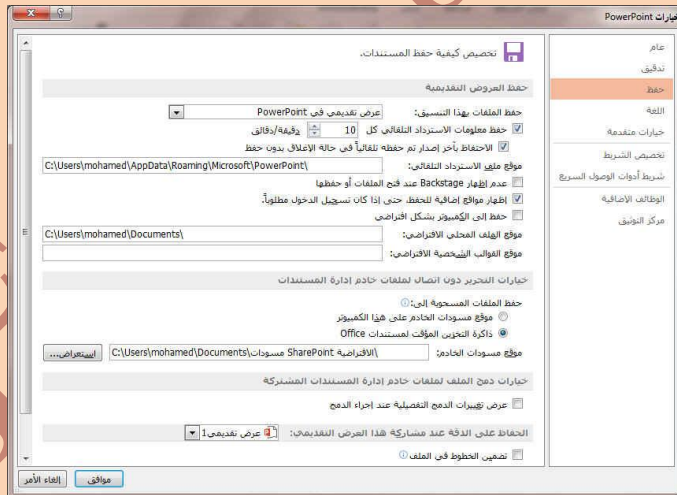 خيارات PowerPoint
عام
تدقيق
حفظ
اللغة
خيارات متقدمة
تخصيص الشريط
شريط أدوات الوصول السريع
الوظائف الإضافية
مركز التوثيق
تخصيص كيفية حفظ المستندات.
حفظ العروض التقديمية
حفظ الملفات بهذا التنسيق: عرض تقديمي في PowerPoint
حفظ معلومات الاسترداد التلقائي كل 10 دقيقة/دقائق
الاحتفاظ بآخر إصدار تم حفظه تلقائياً في حالة الإغلاق بدون حفظ
موقع ملف الاسترداد التلقائي: C:\Users\mohamed\AppData\Roaming\Microsoft\PowerPoint\
عدم إظهار Backstage عند فتح الملفات أو حفظها
إظهار مواقع إضافية للحفظ، حتى إذا كان تسجيل الدخول مطلوباً.
حفظ إلى الكمبيوتر بشكل افتراضي
موقع الملف المحلي الافتراضي: C:\Users\mohamed\Documents\
موقع القوالب الشخصية الافتراضي:
خيارات التحرير دون اتصال لملفات خادم إدارة المستندات
حفظ الملفات المسحوبة إلى:
موقع مسودات الخادم على هذا الكمبيوتر
ذاكرة التخزين المؤقت لمستندات Office
موقع مسودات الخادم: C:\Users\mohamed\Documents\مسودات SharePoint الافتراضية\ استعراض...
خيارات دمج الملف لملفات خادم إدارة المستندات المشتركة
عرض تغييرات الدمج التفصيلية عند إجراء الدمج
الحفاظ على الدقة عند مشاركة هذا العرض التقديمي: عرض تقديمي1
تضمين الخطوط في الملف
موافق إلغاء الأمر